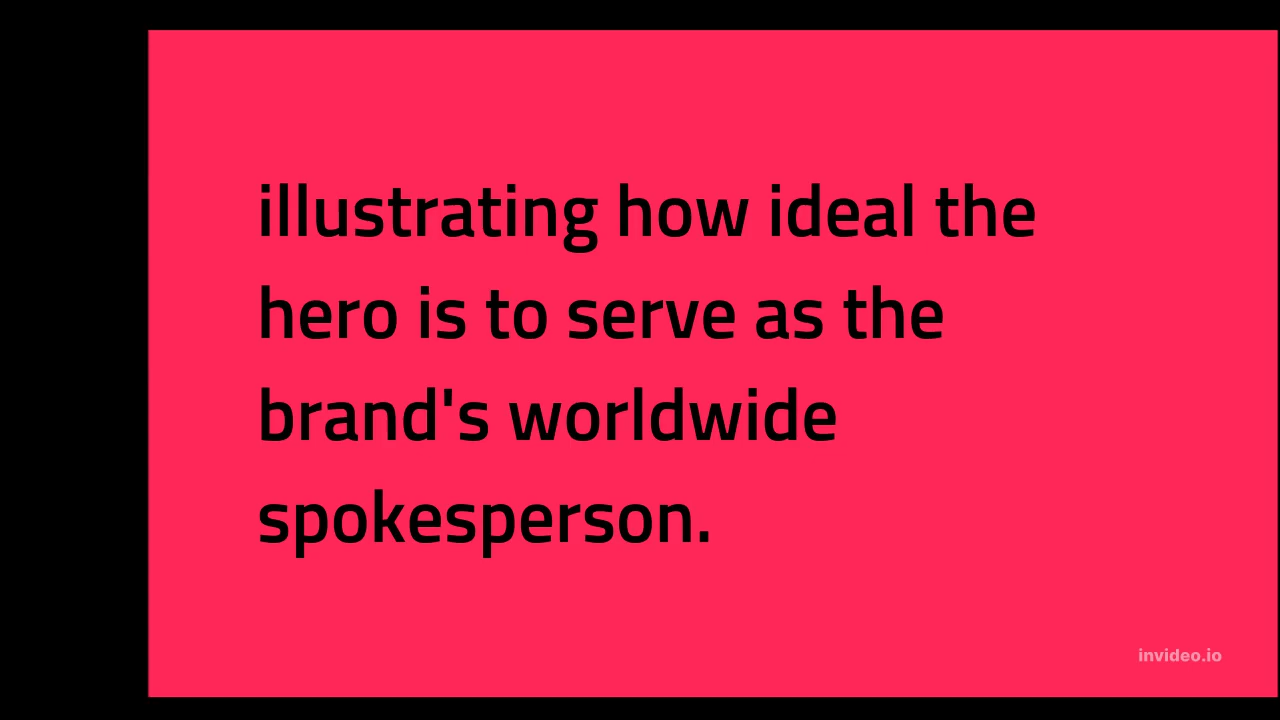 illustrating how ideal the
hero is to serve as the
brand's worldwide
spokesperson.
invideo.io